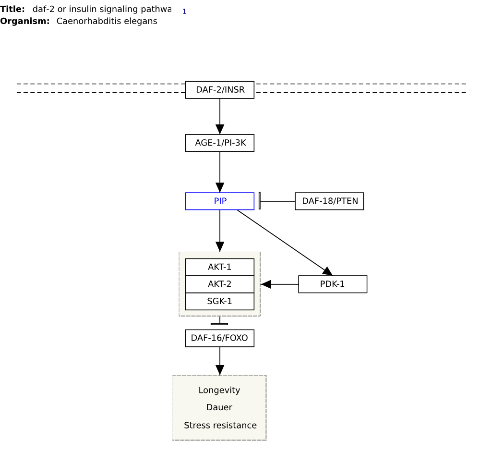 Title: daf-2 or insulin signaling pathwa 1
Organism: Caenorhabditis elegans
DAF-2/INSR
AGE-1/PI-3K
PIP
DAF-18/PTEN
AKT-1
AKT-2
PDK-1
SGK-1
DAF-16/FOXO
Longevity
Dauer
Stress resistance